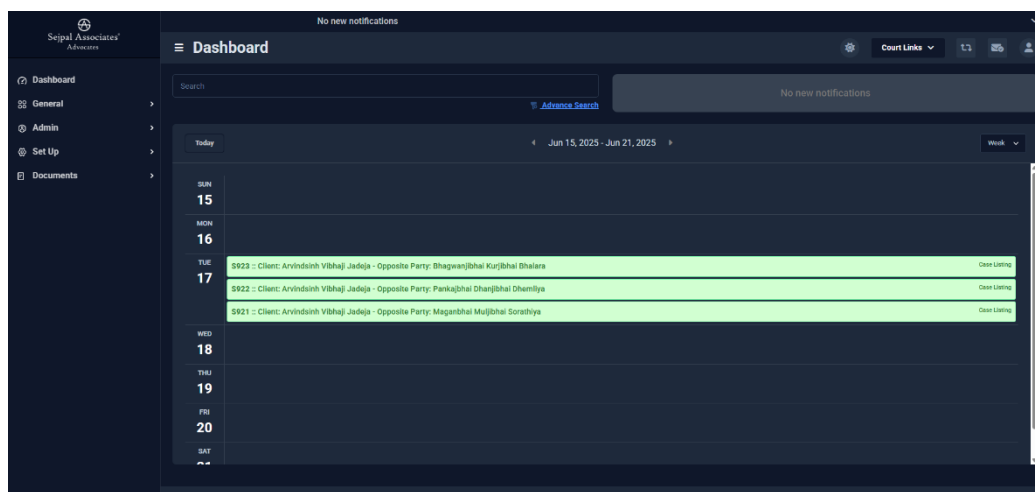 No new notifications
Sejpal Associates'
Advocates
Dashboard
Court Links
Dashboard
General
Admin
Set Up
Documents
Search
Advance Search
No new notifications
Today
Jun 15, 2025 - Jun 21, 2025
Week
SUN
15
MON
16
TUE
17
S923 :: Client: Arvindsinh Vibhaji Jadeja - Opposite Party: Bhagwanjibhai Kurjibhai Bhalara
Case Listing
S922 :: Client: Arvindsinh Vibhaji Jadeja - Opposite Party: Pankajbhai Dhanjibhai Dhemliya
Case Listing
S921 :: Client: Arvindsinh Vibhaji Jadeja - Opposite Party: Maganbhai Muljibhai Sorathiya
Case Listing
WED
18
THU
19
FRI
20
SAT